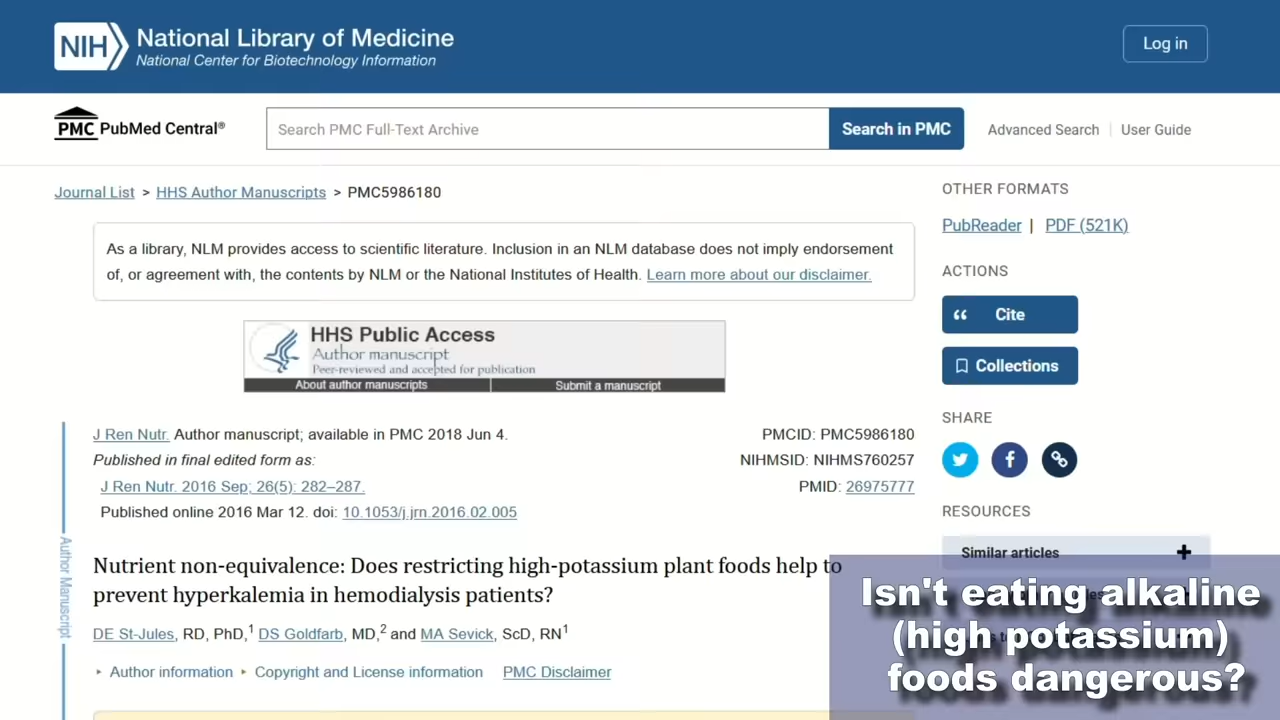 NIH National Library of Medicine
National Center for Biotechnology Information
Log in
PMC PubMed Central®
Search PMC Full-Text Archive
Search in PMC
Advanced Search
User Guide
Journal List > HHS Author Manuscripts > PMC5986180
As a library, NLM provides access to scientific literature. Inclusion in an NLM database does not imply endorsement
of, or agreement with, the contents by NLM or the National Institutes of Health. Learn more about our disclaimer.
HHS Public Access
Author manuscript
Peer-reviewed and accepted for publication
About author manuscripts
Submit a manuscript
J Ren Nutr. Author manuscript; available in PMC 2018 Jun 4.
Published in final edited form as:
J Ren Nutr. 2016 Sep; 26(5): 282–287.
Published online 2016 Mar 12. doi: 10.1053/j.jrn.2016.02.005
PMCID: PMC5986180
NIHMSID: NIHMS760257
PMID: 26975777
Author Manuscript
Nutrient non-equivalence: Does restricting high-potassium plant foods help to
prevent hyperkalemia in hemodialysis patients?
DE St-Jules, RD, PhD,1 DS Goldfarb, MD,2 and MA Sevick, ScD, RN1
Author information
Copyright and License information
PMC Disclaimer
OTHER FORMATS
PubReader | PDF (521K)
ACTIONS
Cite
Collections
SHARE
RESOURCES
Similar articles
Isn't eating alkaline
(high potassium)
foods dangerous?